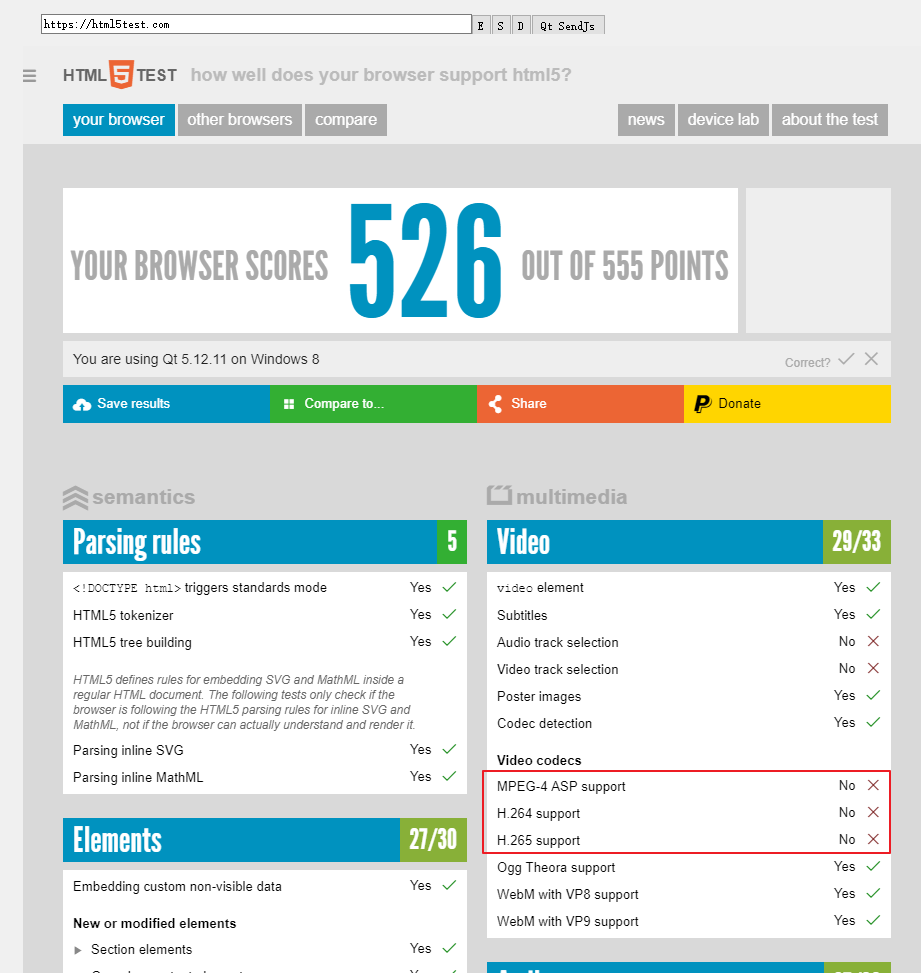 https://html5test.com E S D Qt SendJs
HTML 5 TEST how well does your browser support html5?
your browser other browsers compare news device lab about the test
YOUR BROWSER SCORES 526 OUT OF 555 POINTS
You are using Qt 5.12.11 on Windows 8 Correct?
Save results Compare to... Share Donate
semantics
Parsing rules 5
<!DOCTYPE html> triggers standards mode Yes
HTML5 tokenizer Yes
HTML5 tree building Yes
HTML5 defines rules for embedding SVG and MathML inside a
regular HTML document. The following tests only check if the
browser is following the HTML5 parsing rules for inline SVG and
MathML, not if the browser can actually understand and render it.
Parsing inline SVG Yes
Parsing inline MathML Yes
Elements 27/30
Embedding custom non-visible data Yes
New or modified elements
Section elements Yes
multimedia
Video 29/33
video element Yes
Subtitles Yes
Audio track selection No
Video track selection No
Poster images Yes
Codec detection Yes
Video codecs
MPEG-4 ASP support No
H.264 support No
H.265 support No
Ogg Theora support Yes
WebM with VP8 support Yes
WebM with VP9 support Yes